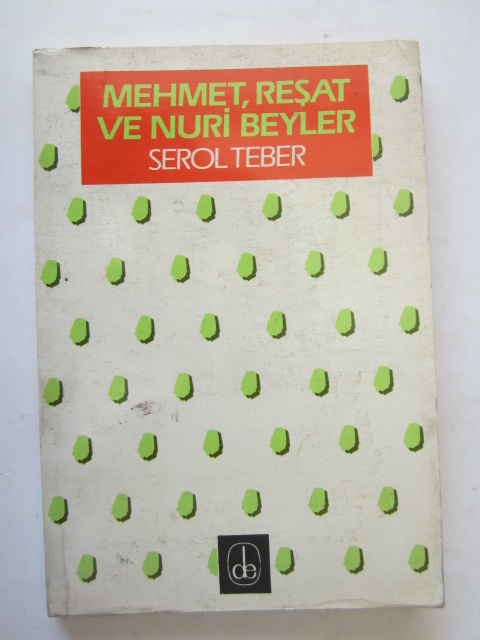 MEHMET, REŞAT
VE NURİ BEYLER
SEROL TEBER
de